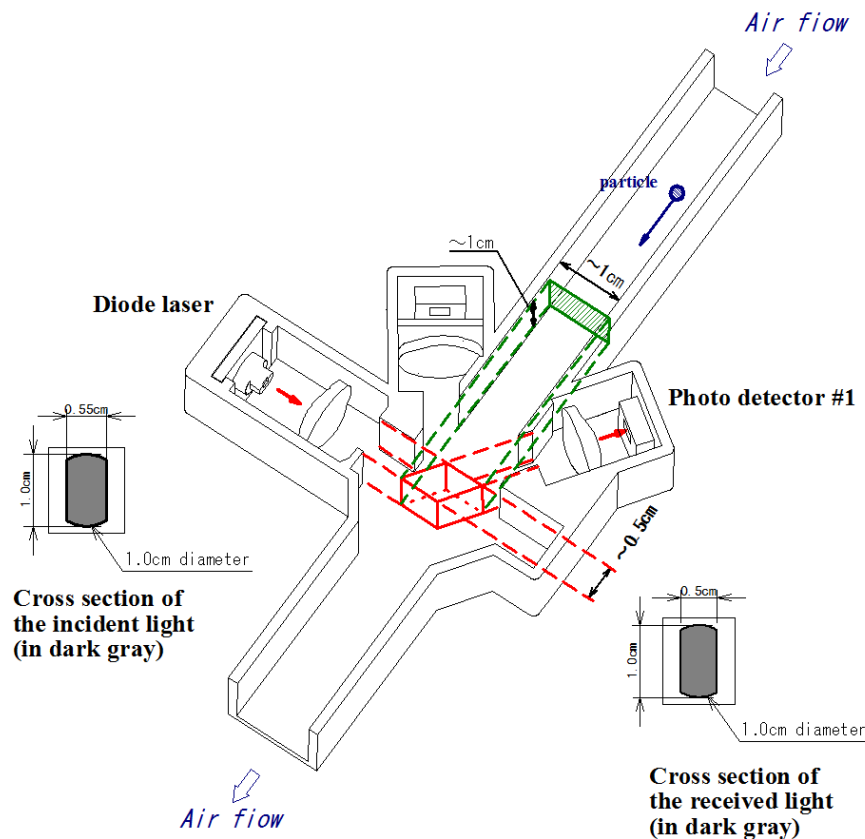 Air fiow
particle
~1cm
~1cm
Diode laser
Photo detector #1
0.55cm
1.0cm
1.0cm diameter
Cross section of
the incident light
(in dark gray)
~0.5cm
0.5cm
1.0cm
1.0cm diameter
Cross section of
the received light
(in dark gray)
Air fiow